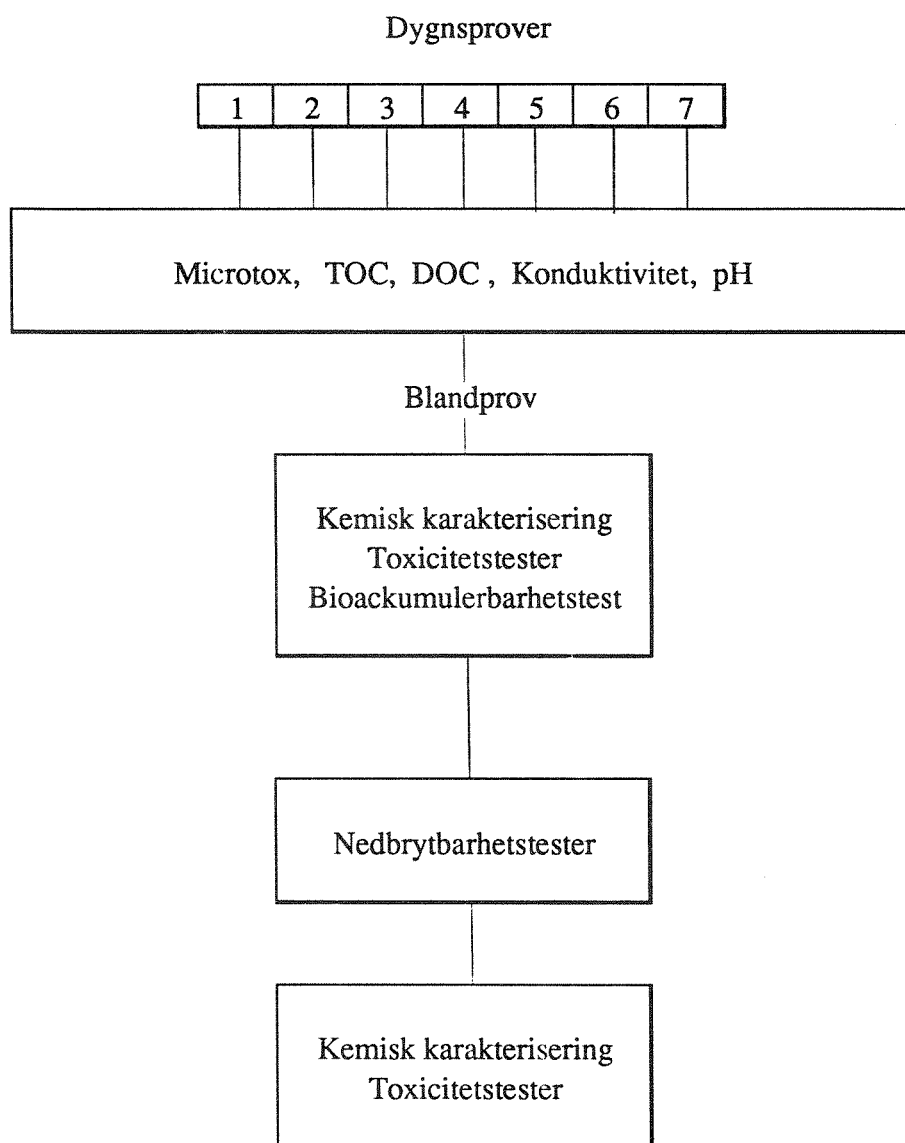 Dygnsprover
1 2 3 4 5 6 7
Microtox, TOC, DOC , Konduktivitet, pH
Blandprov
Kemisk karakterisering
Toxicitetstester
Bioackumulerbarhetstest
Nedbrytbarhetstester
Kemisk karakterisering
Toxicitetstester